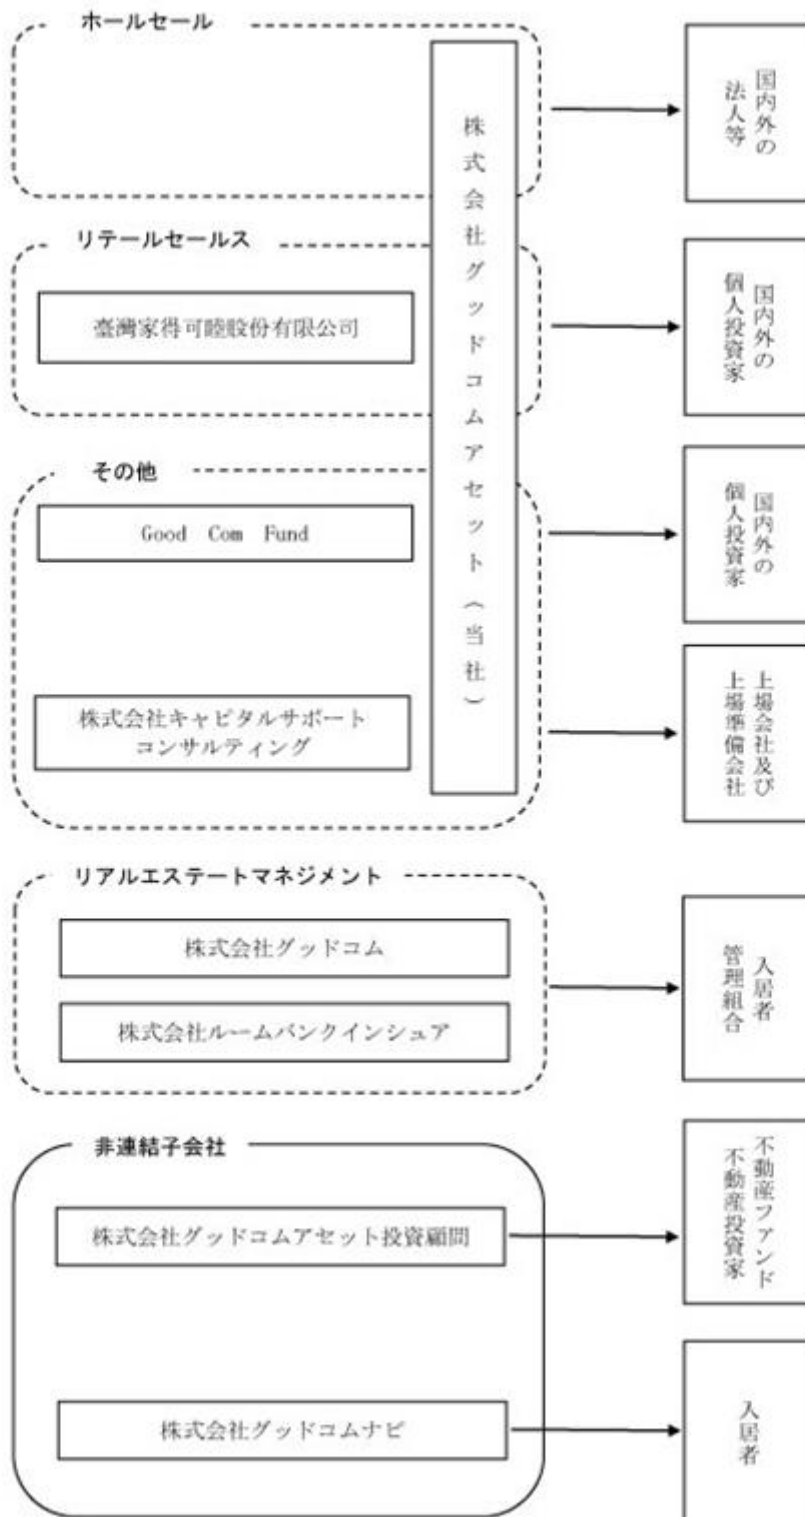 ホールセール
株式会社グッドコムアセット（当社）
国内外の
法人等
リテールセールス
臺灣家得可睦股份有限公司
国内外の
個人投資家
その他
Good Com Fund
国内外の
個人投資家
株式会社キャピタルサポート
コンサルティング
上場会社及び
上場準備会社
リアルエステートマネジメント
株式会社グッドコム
株式会社ルームバンクインシュア
入居者
管理組合
非連結子会社
株式会社グッドコムアセット投資顧問
不動産ファンド
不動産投資家
株式会社グッドコムナビ
入居者